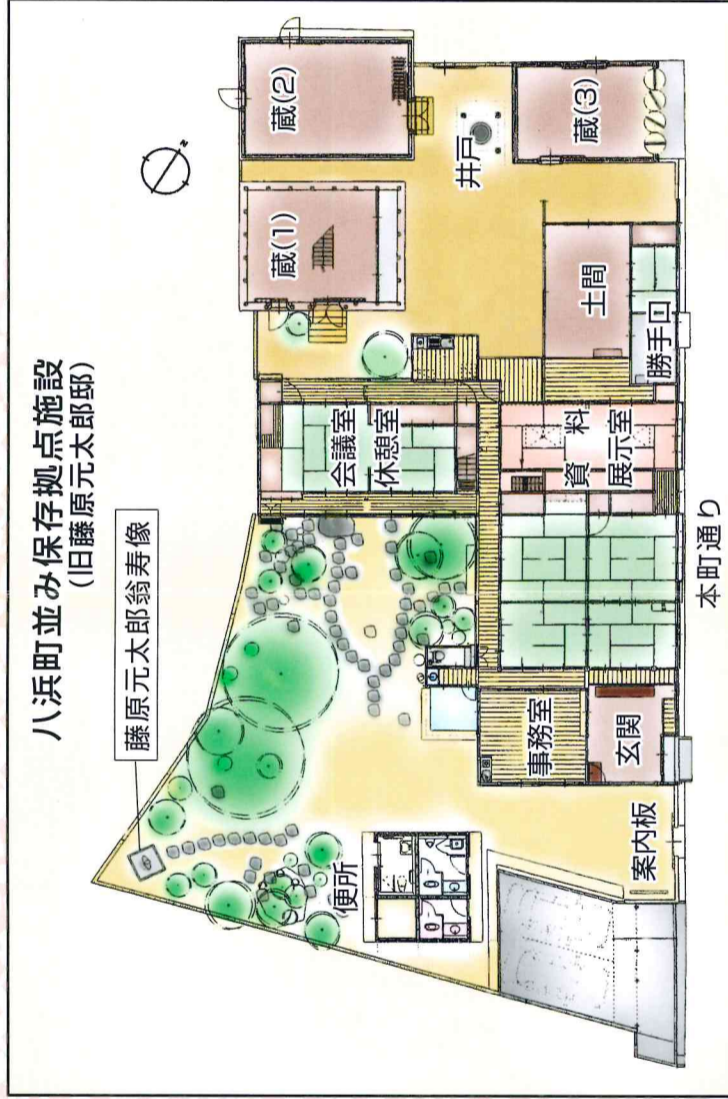 八浜町並み保存拠点施設
(旧藤原元太郎邸)
藤原元太郎翁寿像
N
蔵(1)
蔵(2)
蔵(3)
井戸
土間
勝手口
会議室
休憩室
資料
展示室
事務室
玄関
便所
案内板
本町通り